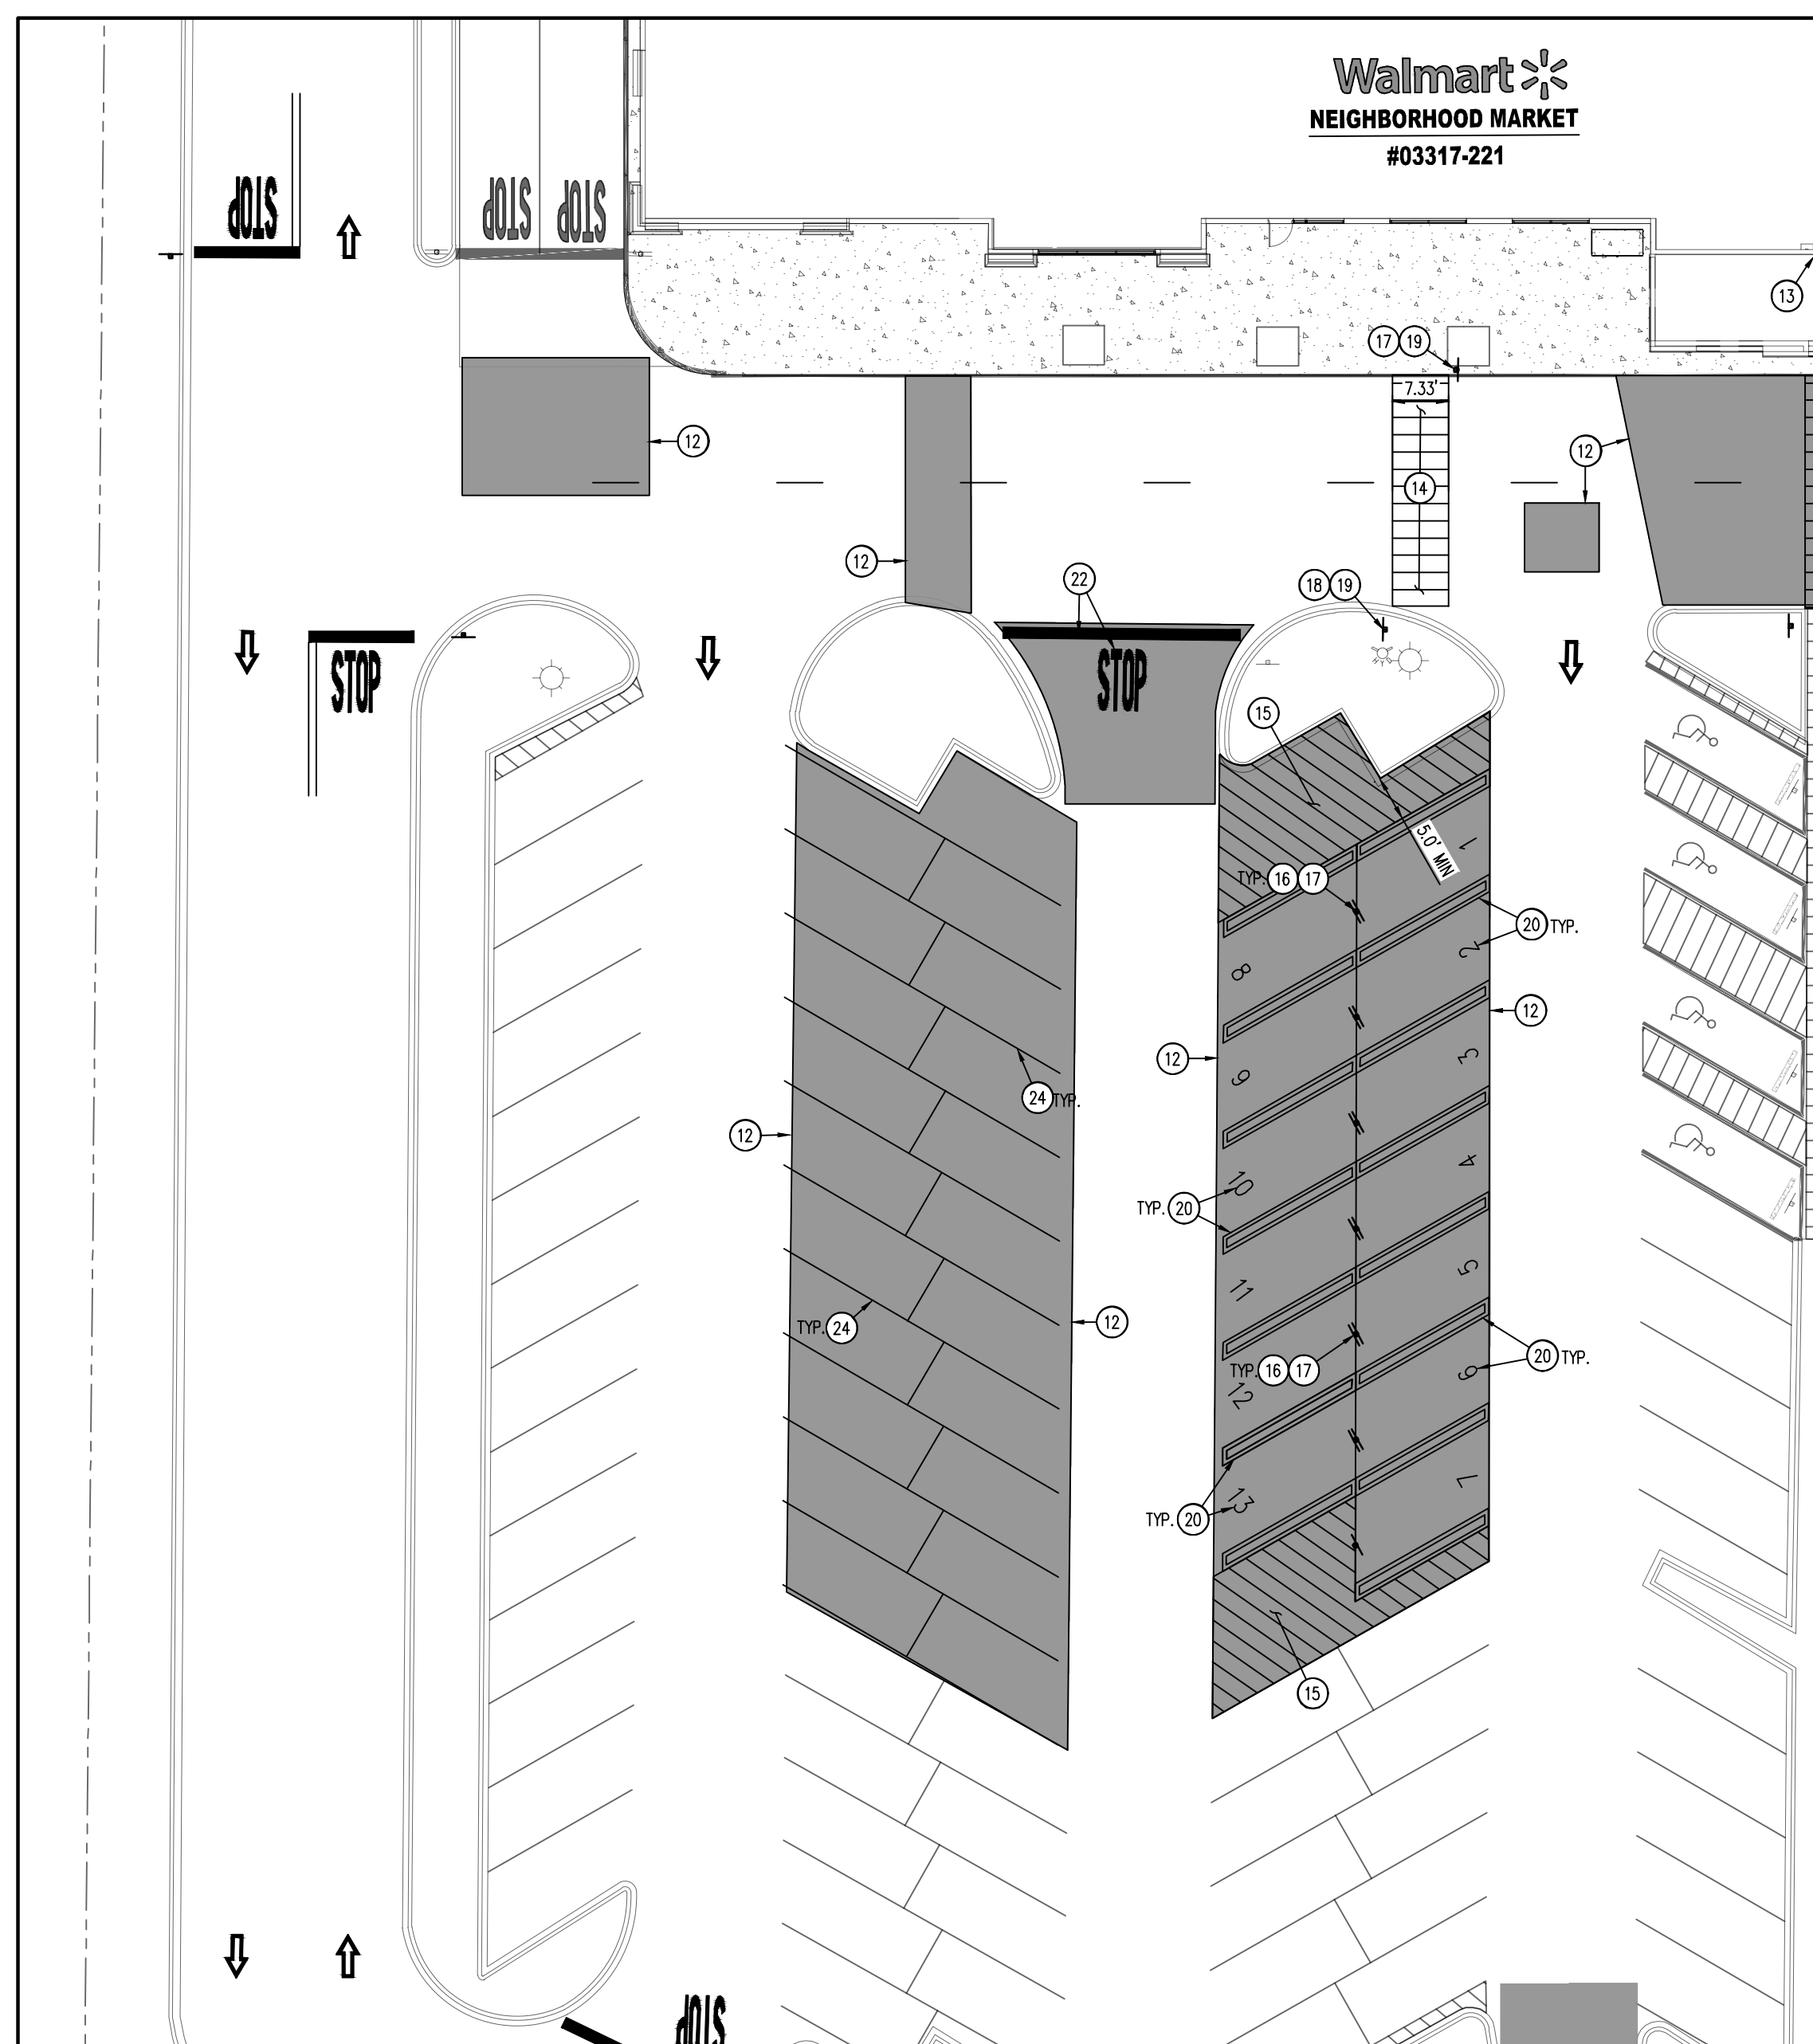 Walmart
NEIGHBORHOOD MARKET
#03317-221
STOP
STOP
STOP
13
17 19
7.33'
12
12
14
12
22
18 19
STOP
STOP
15
5.0' MIN
1
TYP. 16 17
20 TYP.
2
8
12
12
3
9
24 TYP.
12
4
10
TYP. 20
5
11
12
TYP. 24
TYP. 16 17
20 TYP.
6
12
7
13
TYP. 20
15
STOP